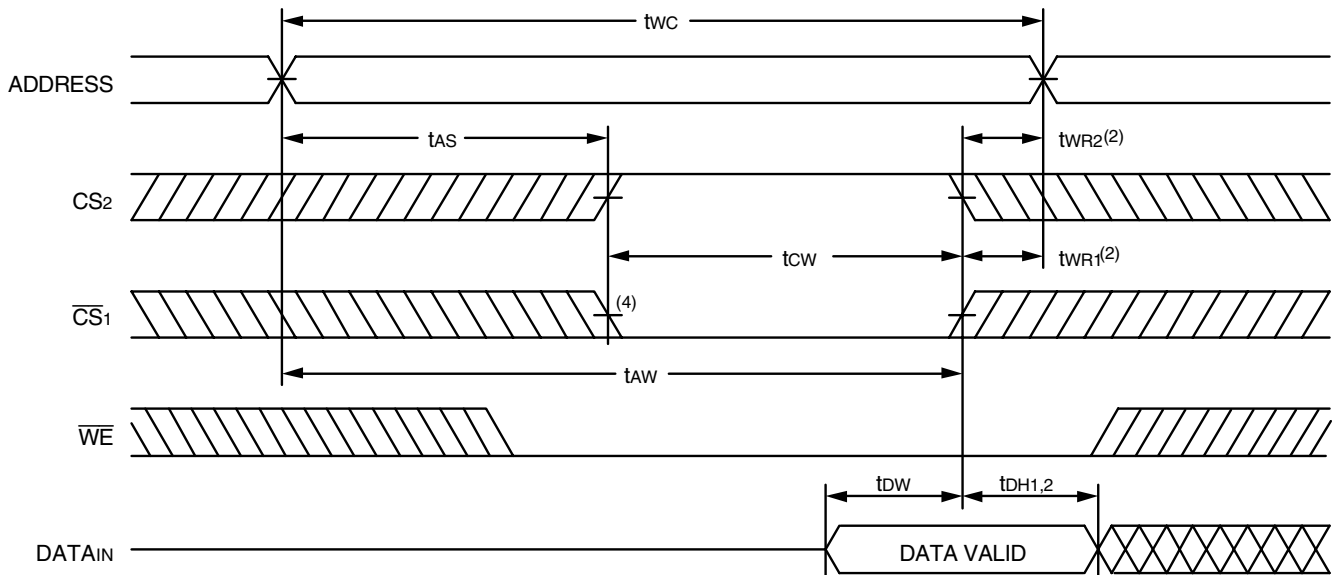 tWC
ADDRESS
tAS
tWR2(2)
CS2
tCW
tWR1(2)
CS1
(4)
tAW
WE
tDW
tDH1,2
DATAIN
DATA VALID